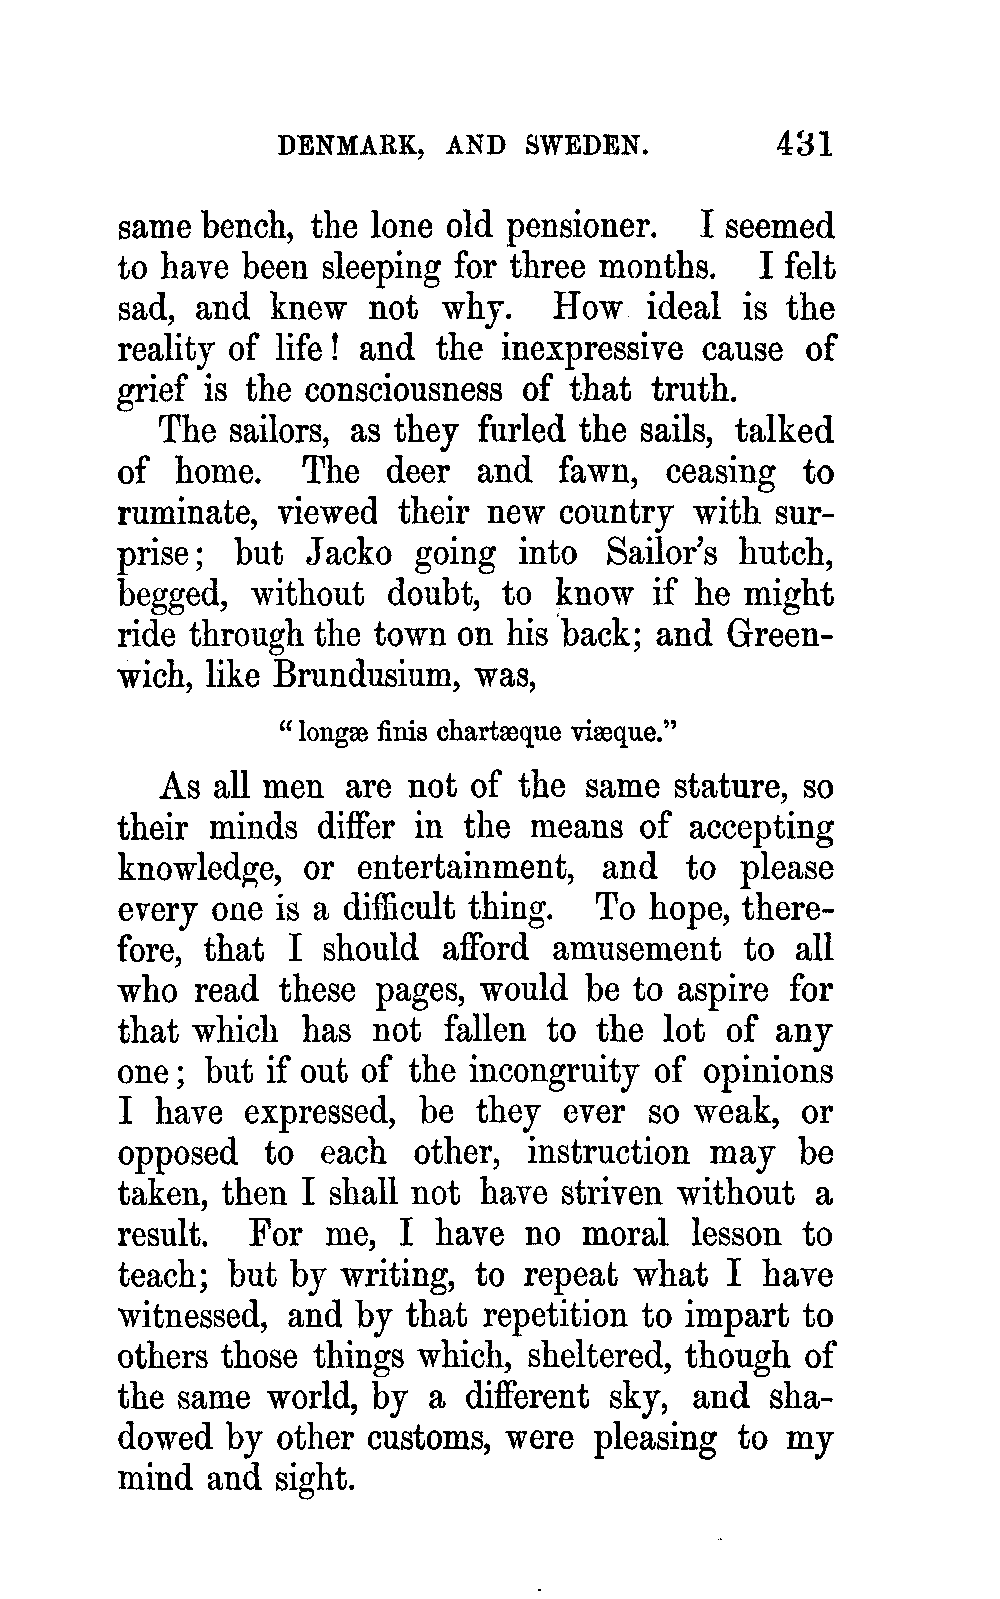 DENMARK, AND SWEDEN. 431
same bench, the lone old pensioner. I seemed
to have been sleeping for three months. I felt
sad, and knew not why. How ideal is the
reality of life! and the inexpressive cause of
grief is the consciousness of that truth.
The sailors, as they furled the sails, talked
of home. The deer and fawn, ceasing to
ruminate, viewed their new country with sur-
prise; but Jacko going into Sailor's hutch,
begged, without doubt, to know if he might
ride through the town on his back; and Green-
wich, like Brundusium, was,
"longæ finis chartæque viæque."
As all men are not of the same stature, so
their minds differ in the means of accepting
knowledge, or entertainment, and to please
every one is a difficult thing. To hope, there-
fore, that I should afford amusement to all
who read these pages, would be to aspire for
that which has not fallen to the lot of any
one; but if out of the incongruity of opinions
I have expressed, be they ever so weak, or
opposed to each other, instruction may be
taken, then I shall not have striven without a
result. For me, I have no moral lesson to
teach; but by writing, to repeat what I have
witnessed, and by that repetition to impart to
others those things which, sheltered, though of
the same world, by a different sky, and sha-
dowed by other customs, were pleasing to my
mind and sight.